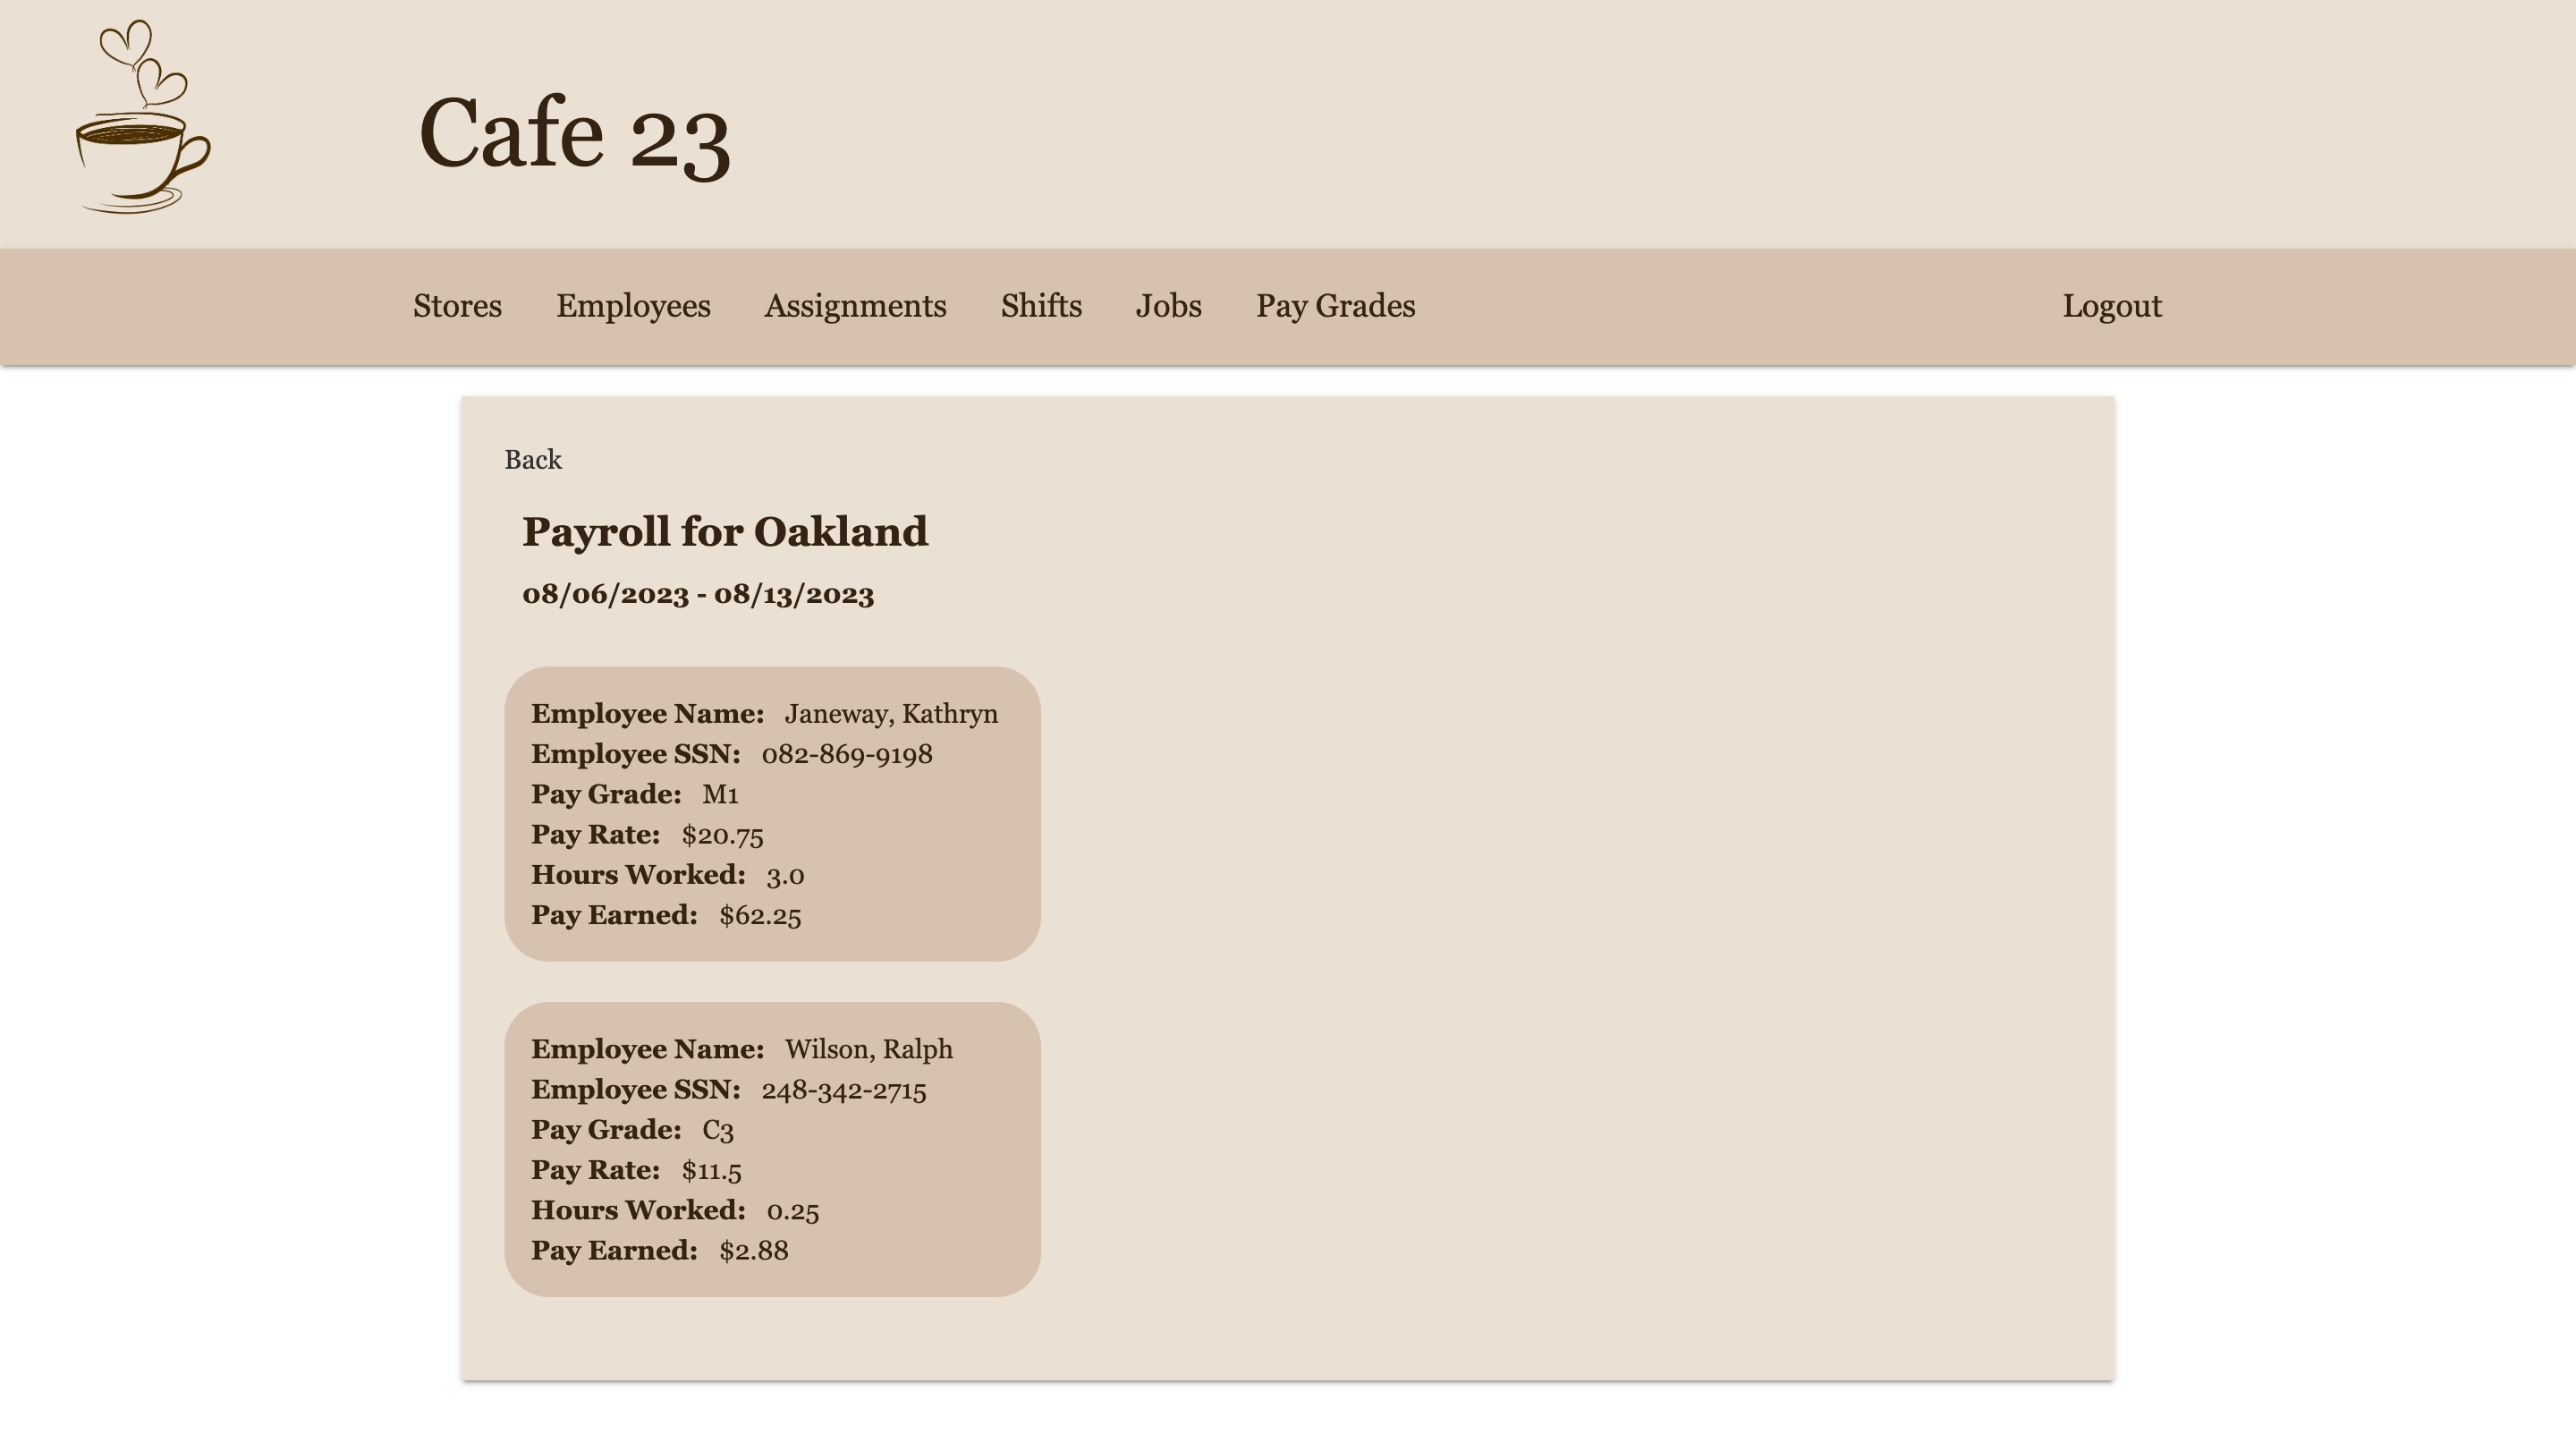 Cafe 23
Stores Employees Assignments Shifts Jobs Pay Grades Logout
Back
Payroll for Oakland
08/06/2023 - 08/13/2023
Employee Name: Janeway, Kathryn
Employee SSN: 082-869-9198
Pay Grade: M1
Pay Rate: $20.75
Hours Worked: 3.0
Pay Earned: $62.25
Employee Name: Wilson, Ralph
Employee SSN: 248-342-2715
Pay Grade: C3
Pay Rate: $11.5
Hours Worked: 0.25
Pay Earned: $2.88